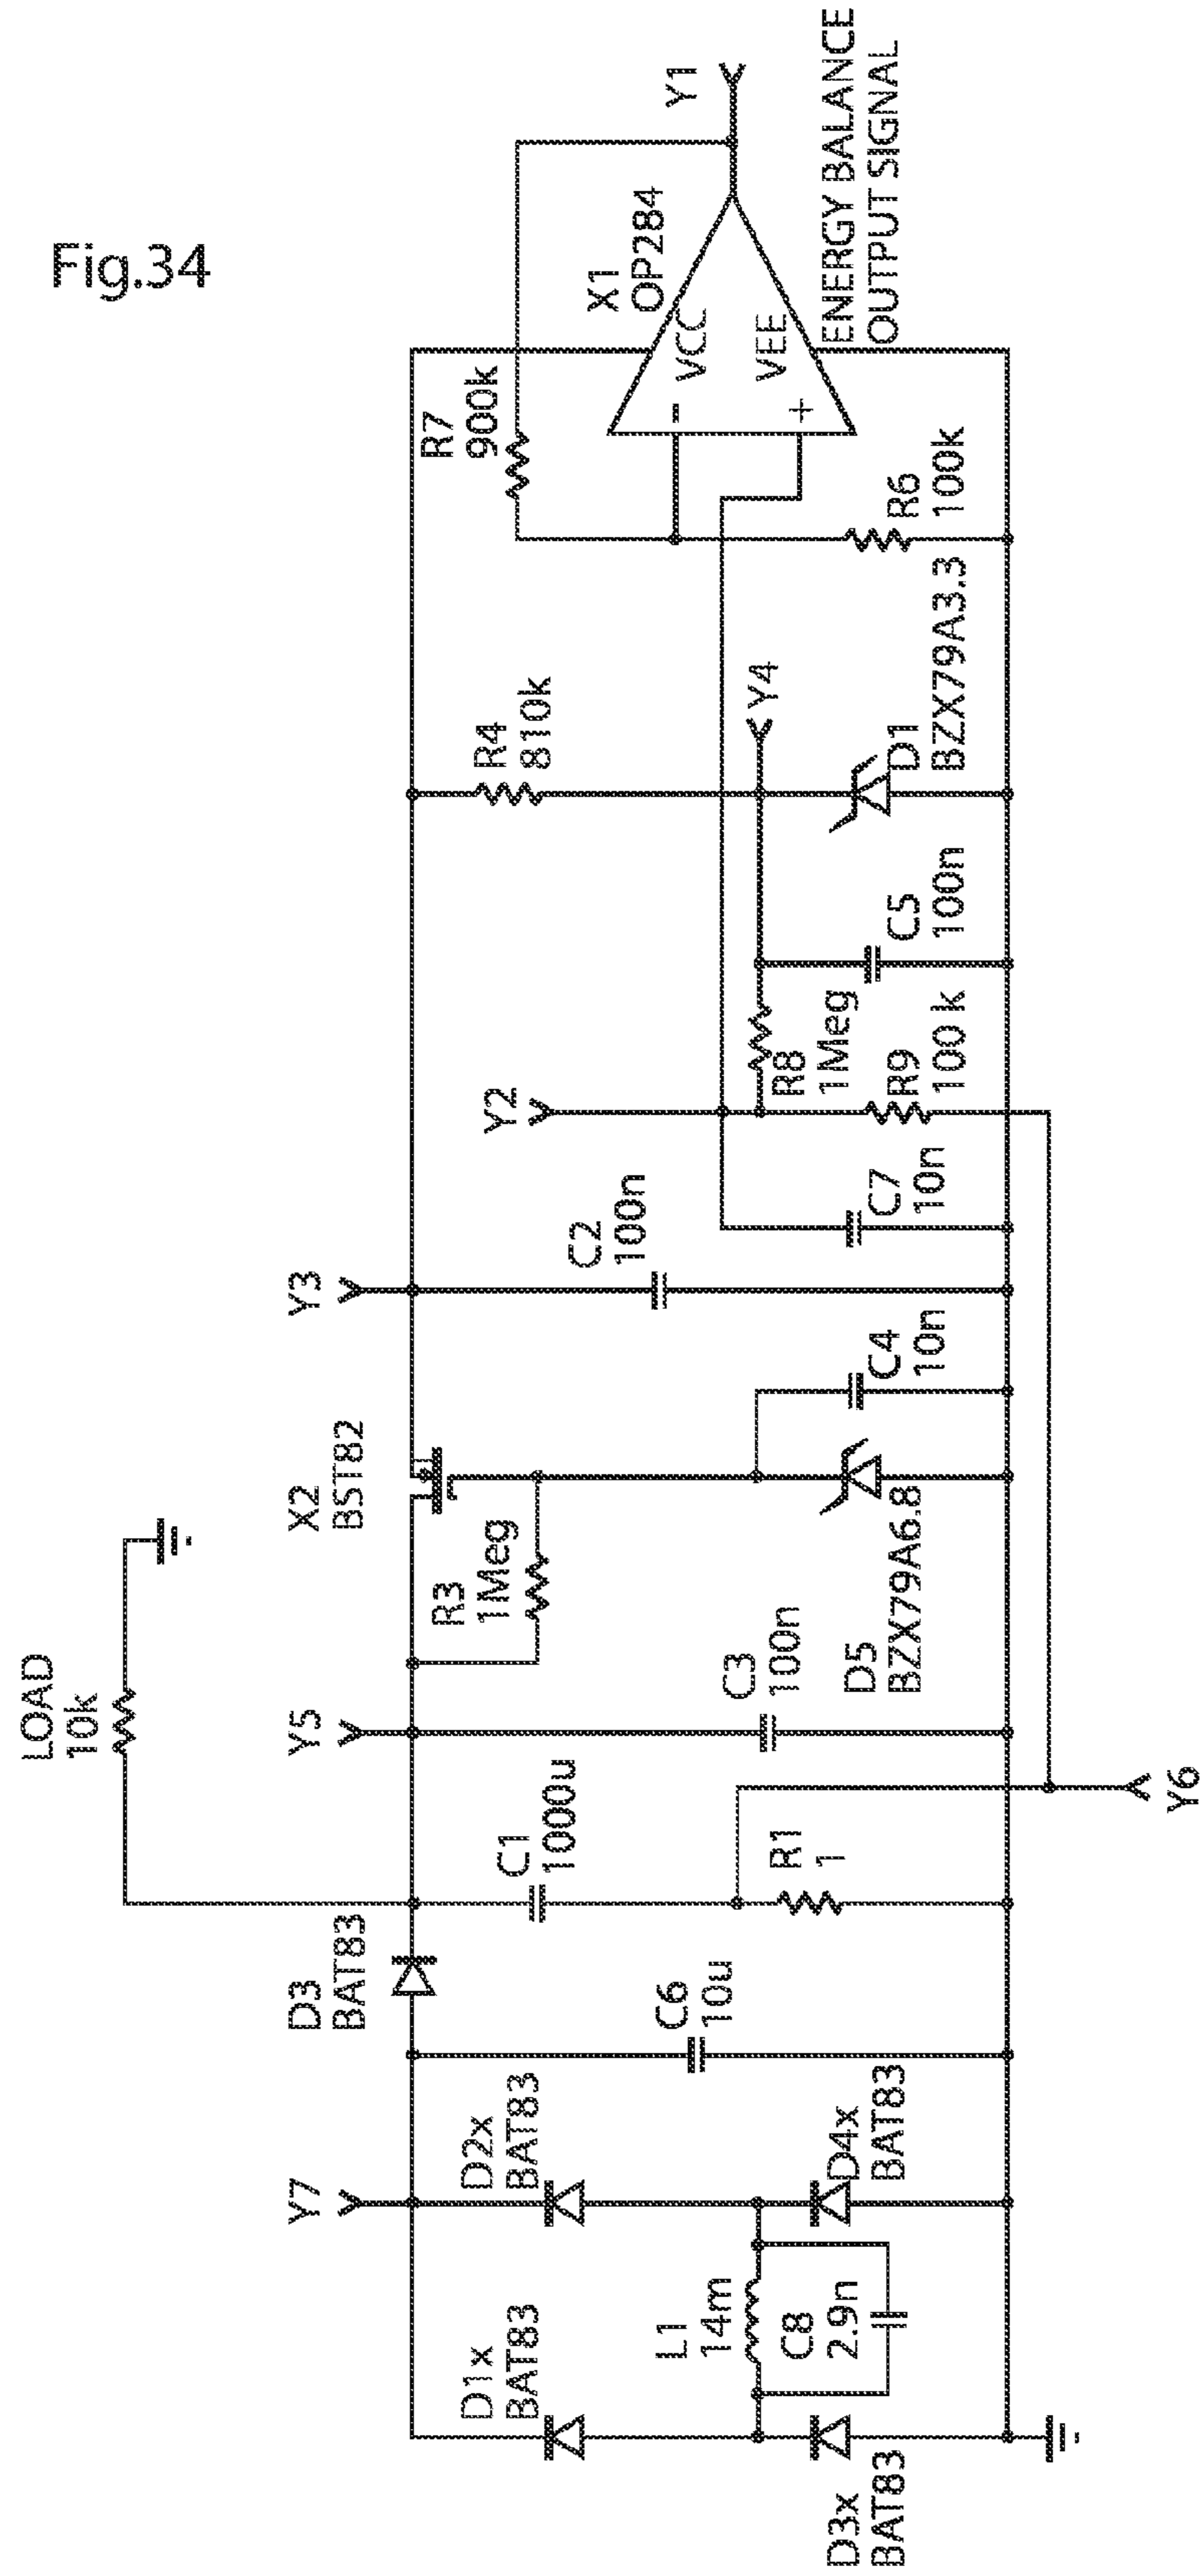 Fig.34
Y1
ENERGY BALANCE
OUTPUT SIGNAL
X1
OP284
VCC
VEE
-
+
R7
900k
R6
100k
R4
810k
Y4
D1
BZX79A3.3
C5
100n
R8
1Meg
R9
100 k
Y2
C7
10n
C2
100n
Y3
C4
10n
X2
BST82
R3
1Meg
D5
BZX79A6.8
C3
100n
LOAD
10k
Y5
Y6
C1
1000u
R1
1
D3
BAT83
C6
10u
D2x
BAT83
D4x
BAT83
Y7
L1
14m
C8
2.9n
D1x
BAT83
D3x
BAT83